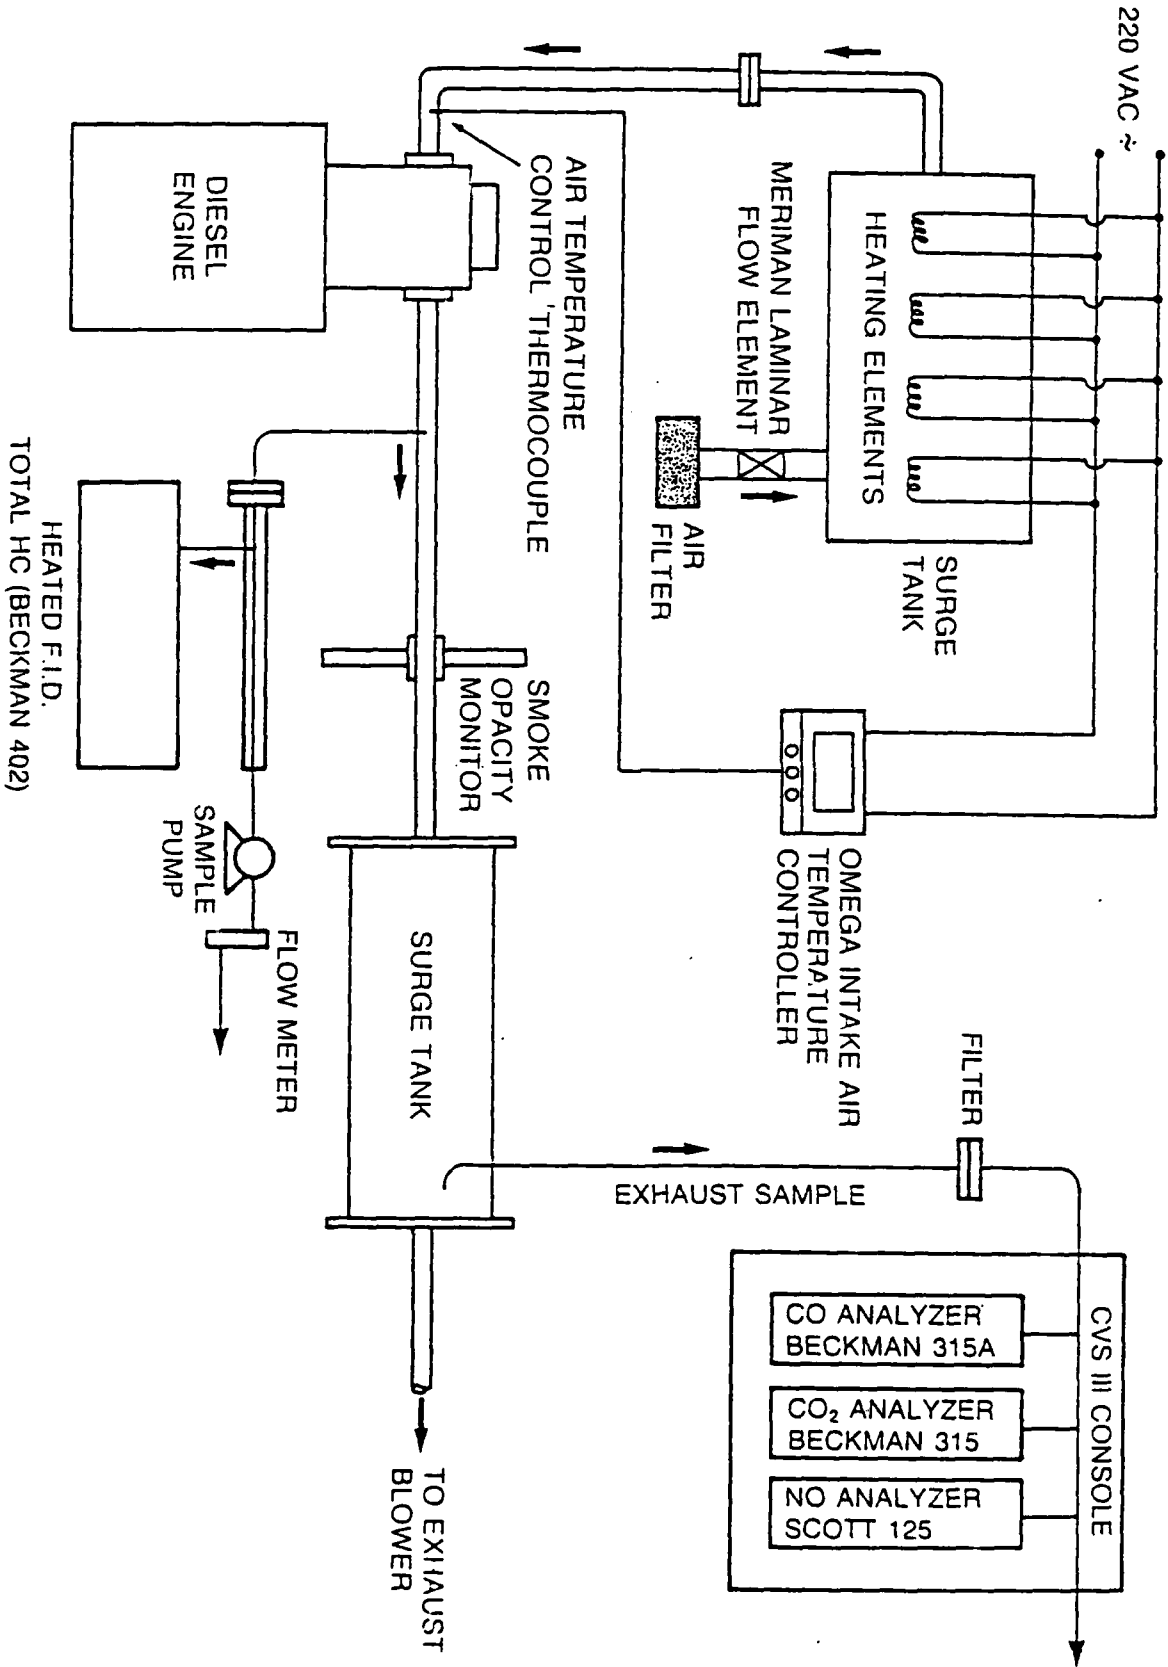 220 VAC ~
HEATING ELEMENTS
SURGE
TANK
MERIMAN LAMINAR
FLOW ELEMENT
AIR
FILTER
AIR TEMPERATURE
CONTROL THERMOCOUPLE
DIESEL
ENGINE
OMEGA INTAKE AIR
TEMPERATURE
CONTROLLER
SMOKE
OPACITY
MONITOR
HEATED F.I.D.
TOTAL HC (BECKMAN 402)
SAMPLE
PUMP
FLOW METER
SURGE TANK
FILTER
EXHAUST SAMPLE
CVS III CONSOLE
CO ANALYZER
BECKMAN 315A
CO₂ ANALYZER
BECKMAN 315
NO ANALYZER
SCOTT 125
TO EXHAUST
BLOWER